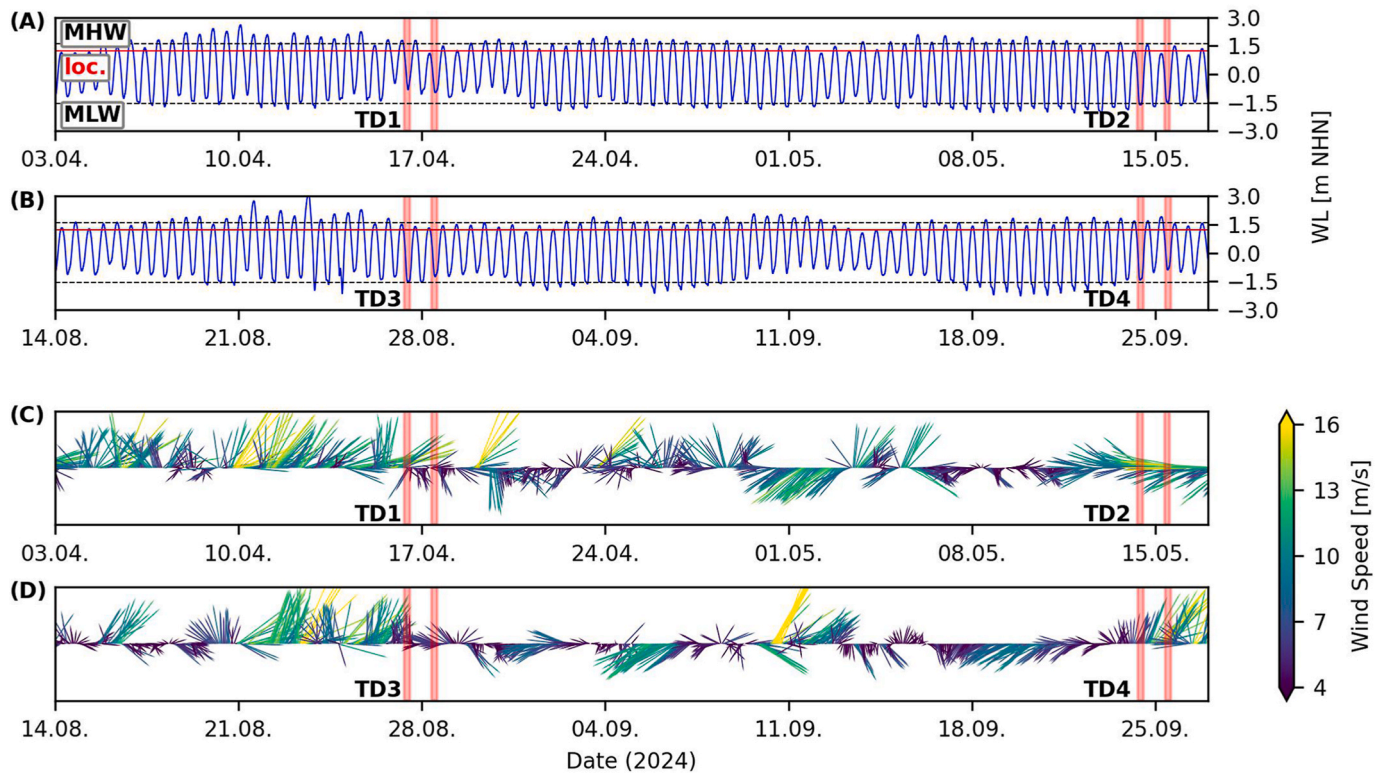 (A)
MHW
loc.
MLW
TD1
TD2
3.0
1.5
0.0
−1.5
−3.0
03.04. 10.04. 17.04. 24.04. 01.05. 08.05. 15.05.
(B)
TD3
TD4
3.0
1.5
0.0
−1.5
−3.0
14.08. 21.08. 28.08. 04.09. 11.09. 18.09. 25.09.
WL [m NHN]
(C)
TD1
TD2
03.04. 10.04. 17.04. 24.04. 01.05. 08.05. 15.05.
(D)
TD3
TD4
14.08. 21.08. 28.08. 04.09. 11.09. 18.09. 25.09.
Date (2024)
16
13
10
7
4
Wind Speed [m/s]